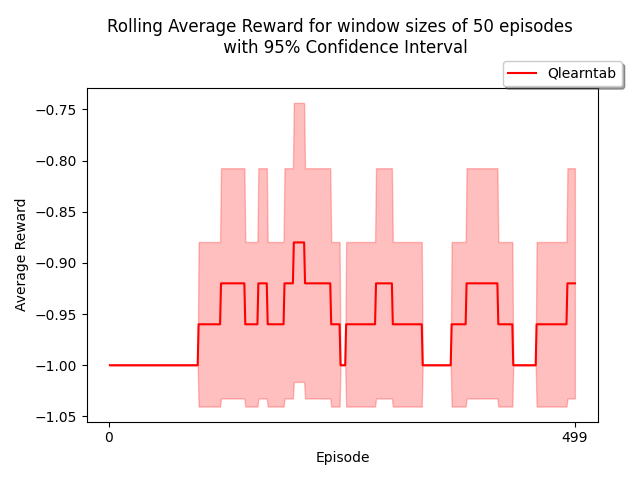 Rolling Average Reward for window sizes of 50 episodes
with 95% Confidence Interval
Qlearntab
−0.75
−0.80
−0.85
−0.90
−0.95
−1.00
−1.05
Average Reward
0
499
Episode